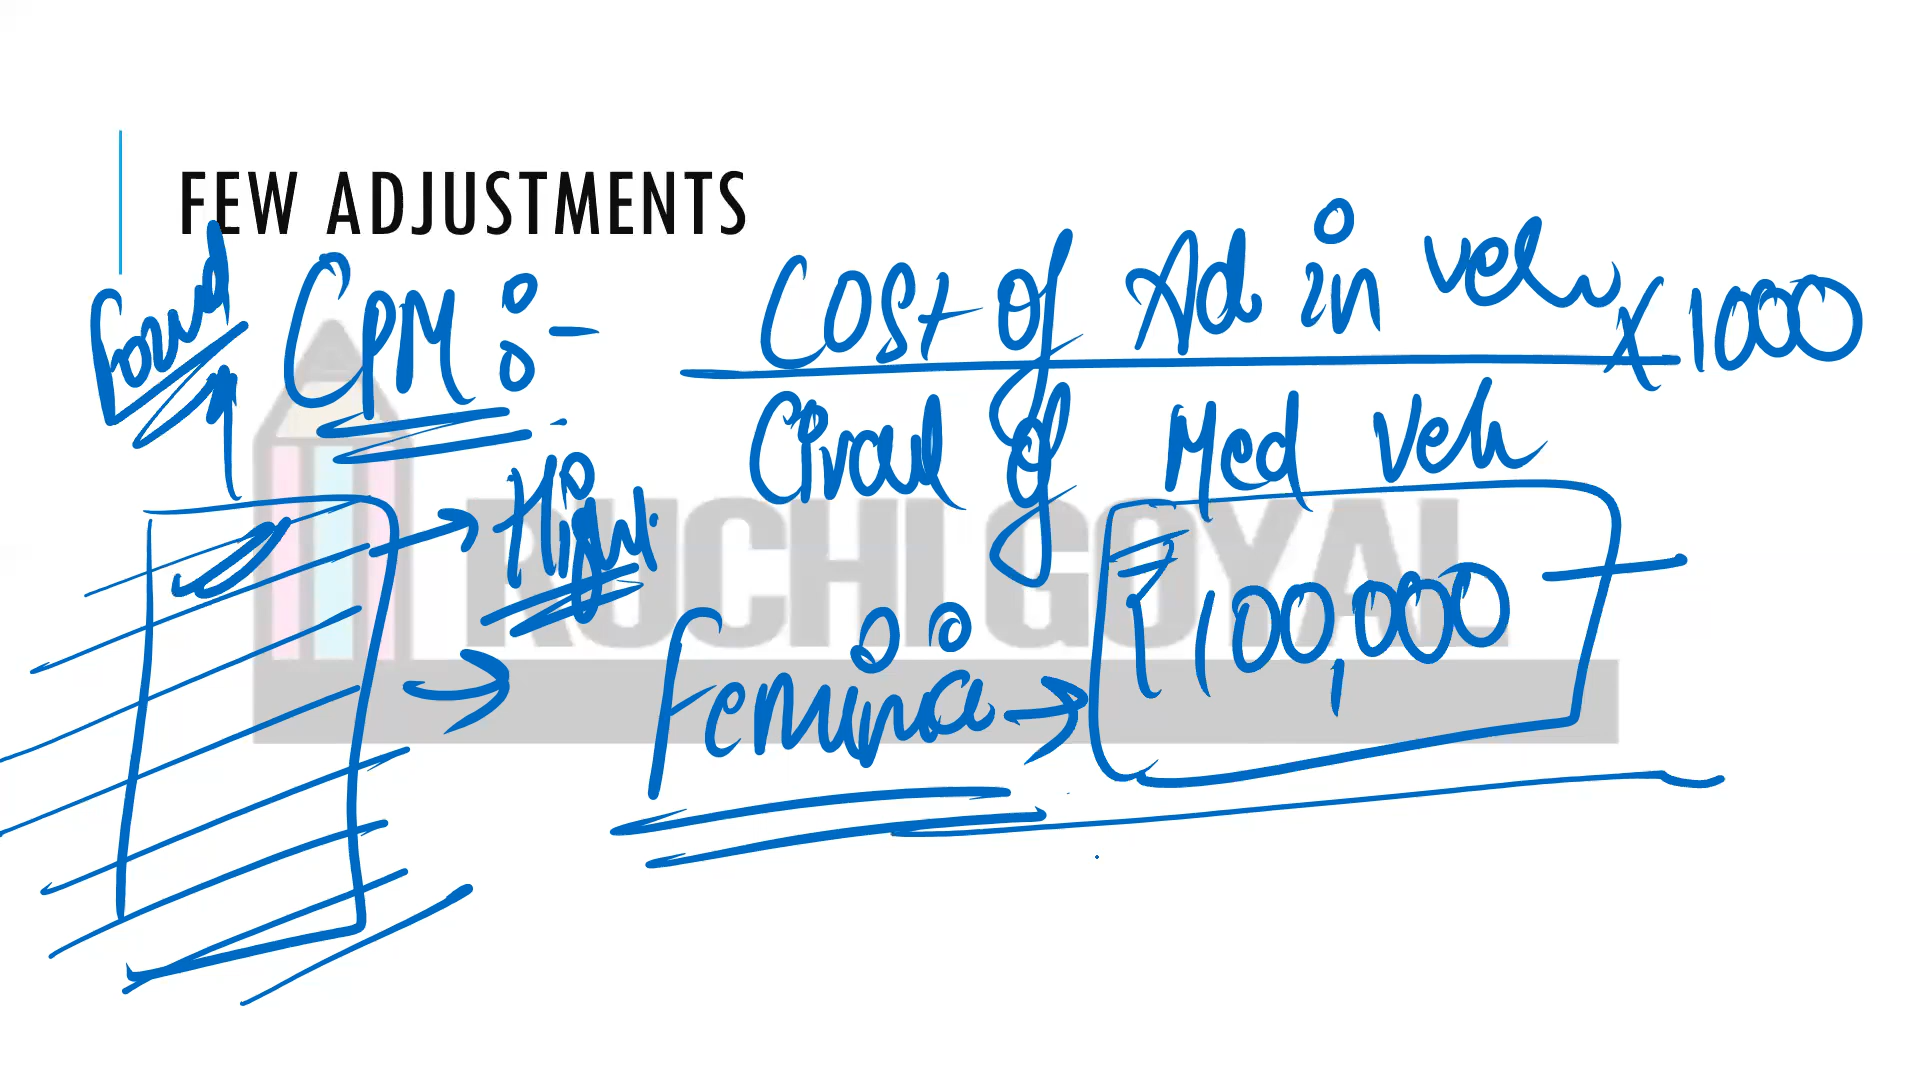 FEW ADJUSTMENTS
CPM :- Cost of Ad in veh × 1000
Circul of Med Veh
High
RUCHI GOYAL
Femina → ₹ 100,000